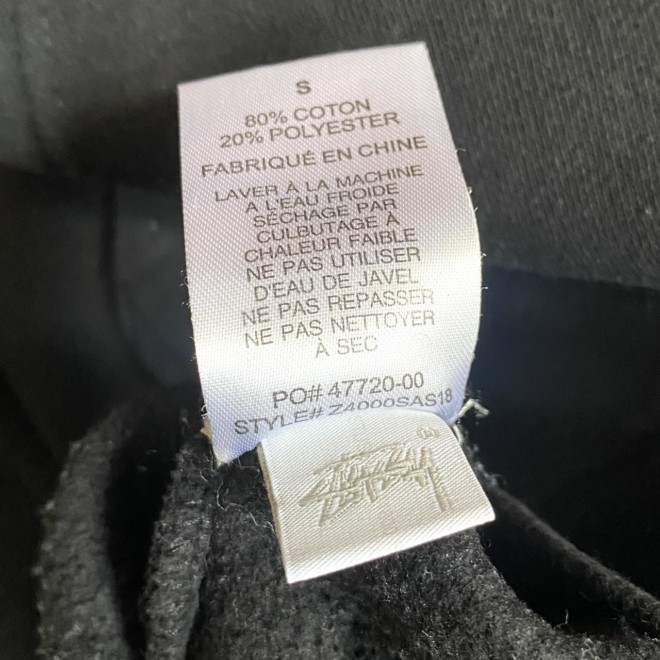 S
80% COTON
20% POLYESTER
FABRIQUÉ EN CHINE
LAVER À LA MACHINE
A L'EAU FROIDE
SÉCHAGE PAR
CULBUTAGE À
CHALEUR FAIBLE
NE PAS UTILISER
D'EAU DE JAVEL
NE PAS REPASSER
NE PAS NETTOYER
À SEC
PO# 47720-00
STYLE# Z4000SAS18
STÜSSY